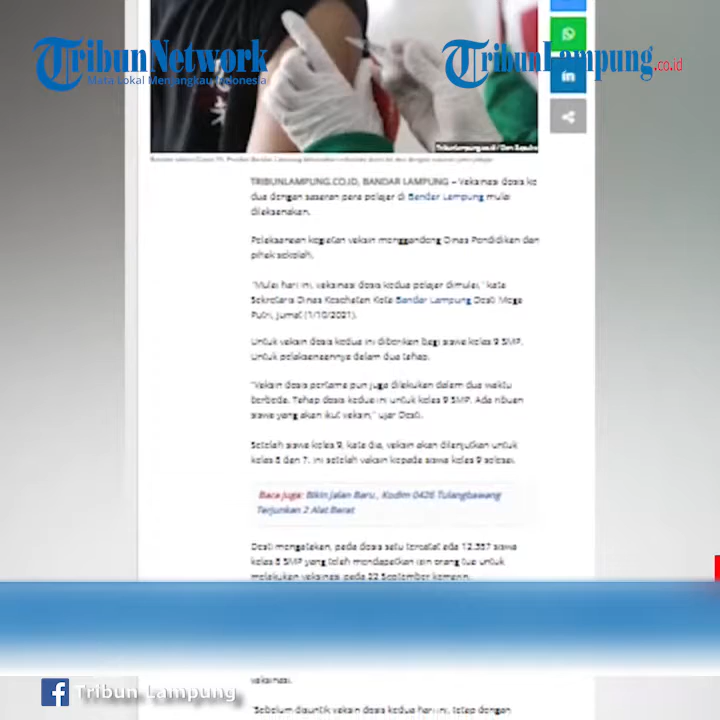 Tribun Network
Mata Lokal Menjangkau Indonesia
TribunLampung.co.id
Tribunlampung.co.id / Deni Saputra
TRIBUNLAMPUNG.CO.ID, BANDAR LAMPUNG – Vaksinasi dosis ke
dua dengan sasaran para pelajar di Bandar Lampung mulai
dilaksanakan.
Pelaksanaan kegiatan vaksin menggandeng Dinas Pendidikan dan
pihak sekolah.
"Mulai hari ini, vaksinasi dosis kedua pelajar dimulai," kata
Sekretaris Dinas Kesehatan Kota Bandar Lampung Desti Mega
Putri, Jumat (1/10/2021).
Untuk vaksin dosis kedua ini diberikan bagi siswa kelas 9 SMP.
Untuk pelaksanaannya dalam dua tahap.
"Vaksin dosis pertama pun juga dilakukan dalam dua waktu
berbeda. Tahap dosis kedua ini untuk kelas 9 SMP. Ada ribuan
siswa yang akan ikut vaksin," ujar Desti.
Setelah siswa kelas 9, kata dia, vaksin akan dilanjutkan untuk
kelas 8 dan 7. Ini setelah vaksin kepada siswa kelas 9 selesai.
Baca juga: Bikin Jalan Baru, Kodim 0426 Tulangbawang
Terjunkan 2 Alat Berat
Desti mengatakan, pada dosis satu tercatat ada 12.357 siswa
kelas 8 SMP yang telah mendapatkan izin orang tua untuk
melakukan vaksinasi pada 22 September kemarin.
vaksinasi.
Tribun Lampung
"Sebelum disuntik vaksin dosis kedua hari ini, tetap dengan